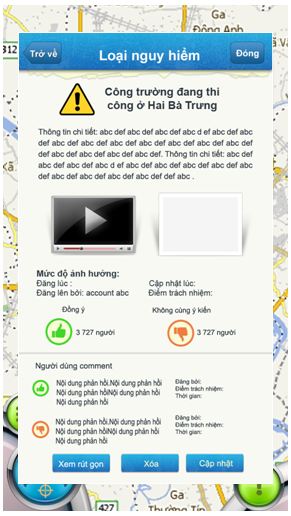 Ga
Đông Anh
312
Trở về
Loại nguy hiểm
Đóng
Công trường đang thi
công ở Hai Bà Trưng
Thông tin chi tiết: abc def abc def abc def abc d ef abc def abc
def abc def abc def abc def abc def abc def abc def abc def abc
def abc def abc def abc def abc def. Thông tin chi tiết: abc def
abc def abc def abc d ef abc def abc def abc def abc def abc
def abc def abc def abc def abc def def abc .
Mức độ ảnh hưởng:
Đăng lúc :
Cập nhật lúc:
Đăng lên bởi: account abc
Điểm trách nhiệm:
Đồng ý
Không cùng ý kiến
3 727 người
3 727 người
Người dùng comment
Nội dung phản hồi.Nội dung phản hồi
Nội dung phản hồiNội dung phản hồi
Nội dung phản hồi
Đăng bởi:
Điểm trách nhiệm:
Thời gian:
Nội dung phản hồi.Nội dung phản hồi
Nội dung phản hồiNội dung phản hồi
Nội dung phản hồi
Đăng bởi:
Điểm trách nhiệm:
Thời gian:
Xem rút gọn
Xóa
Cập nhật
Ga
Thường Tín
427